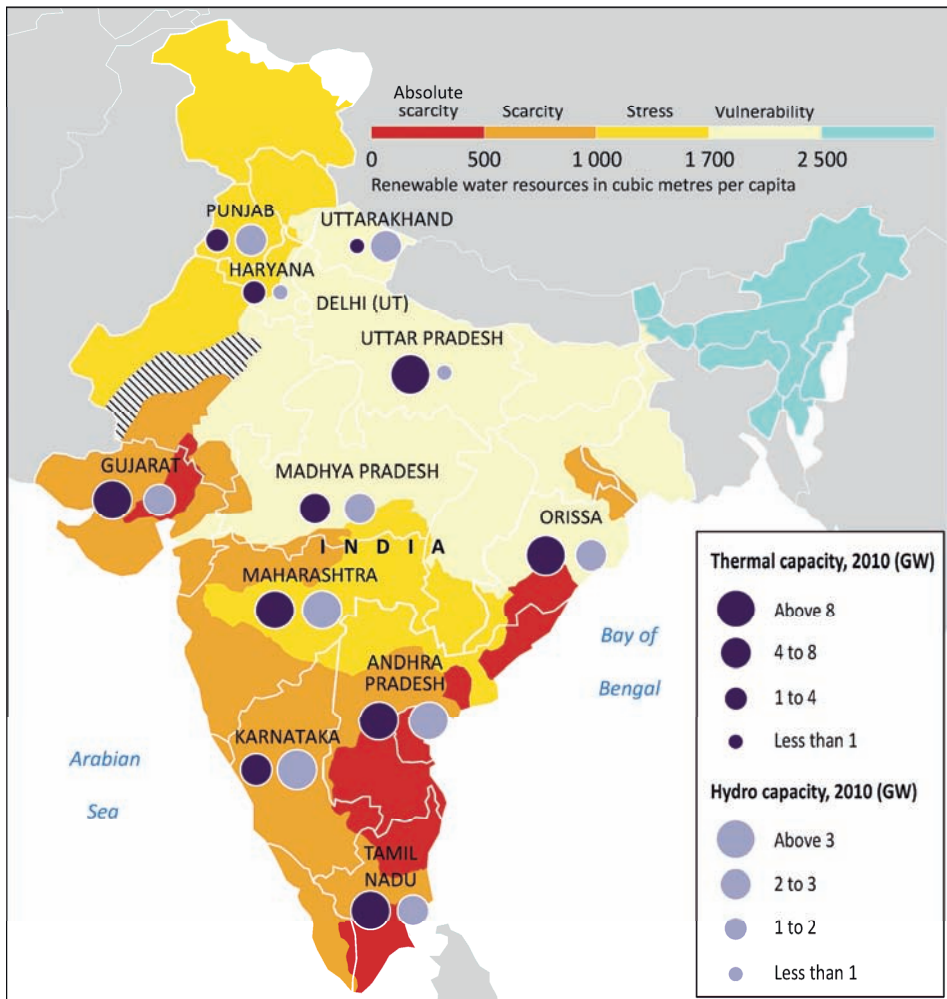 Absolute
scarcity Scarcity Stress Vulnerability
0 500 1 000 1 700 2 500
Renewable water resources in cubic metres per capita
PUNJAB
UTTARAKHAND
HARYANA
DELHI (UT)
UTTAR PRADESH
GUJARAT
MADHYA PRADESH
ORISSA
I N D I A
MAHARASHTRA
Bay of
Bengal
ANDHRA
PRADESH
KARNATAKA
Arabian
Sea
TAMIL
NADU
Thermal capacity, 2010 (GW)
Above 8
4 to 8
1 to 4
Less than 1
Hydro capacity, 2010 (GW)
Above 3
2 to 3
1 to 2
Less than 1